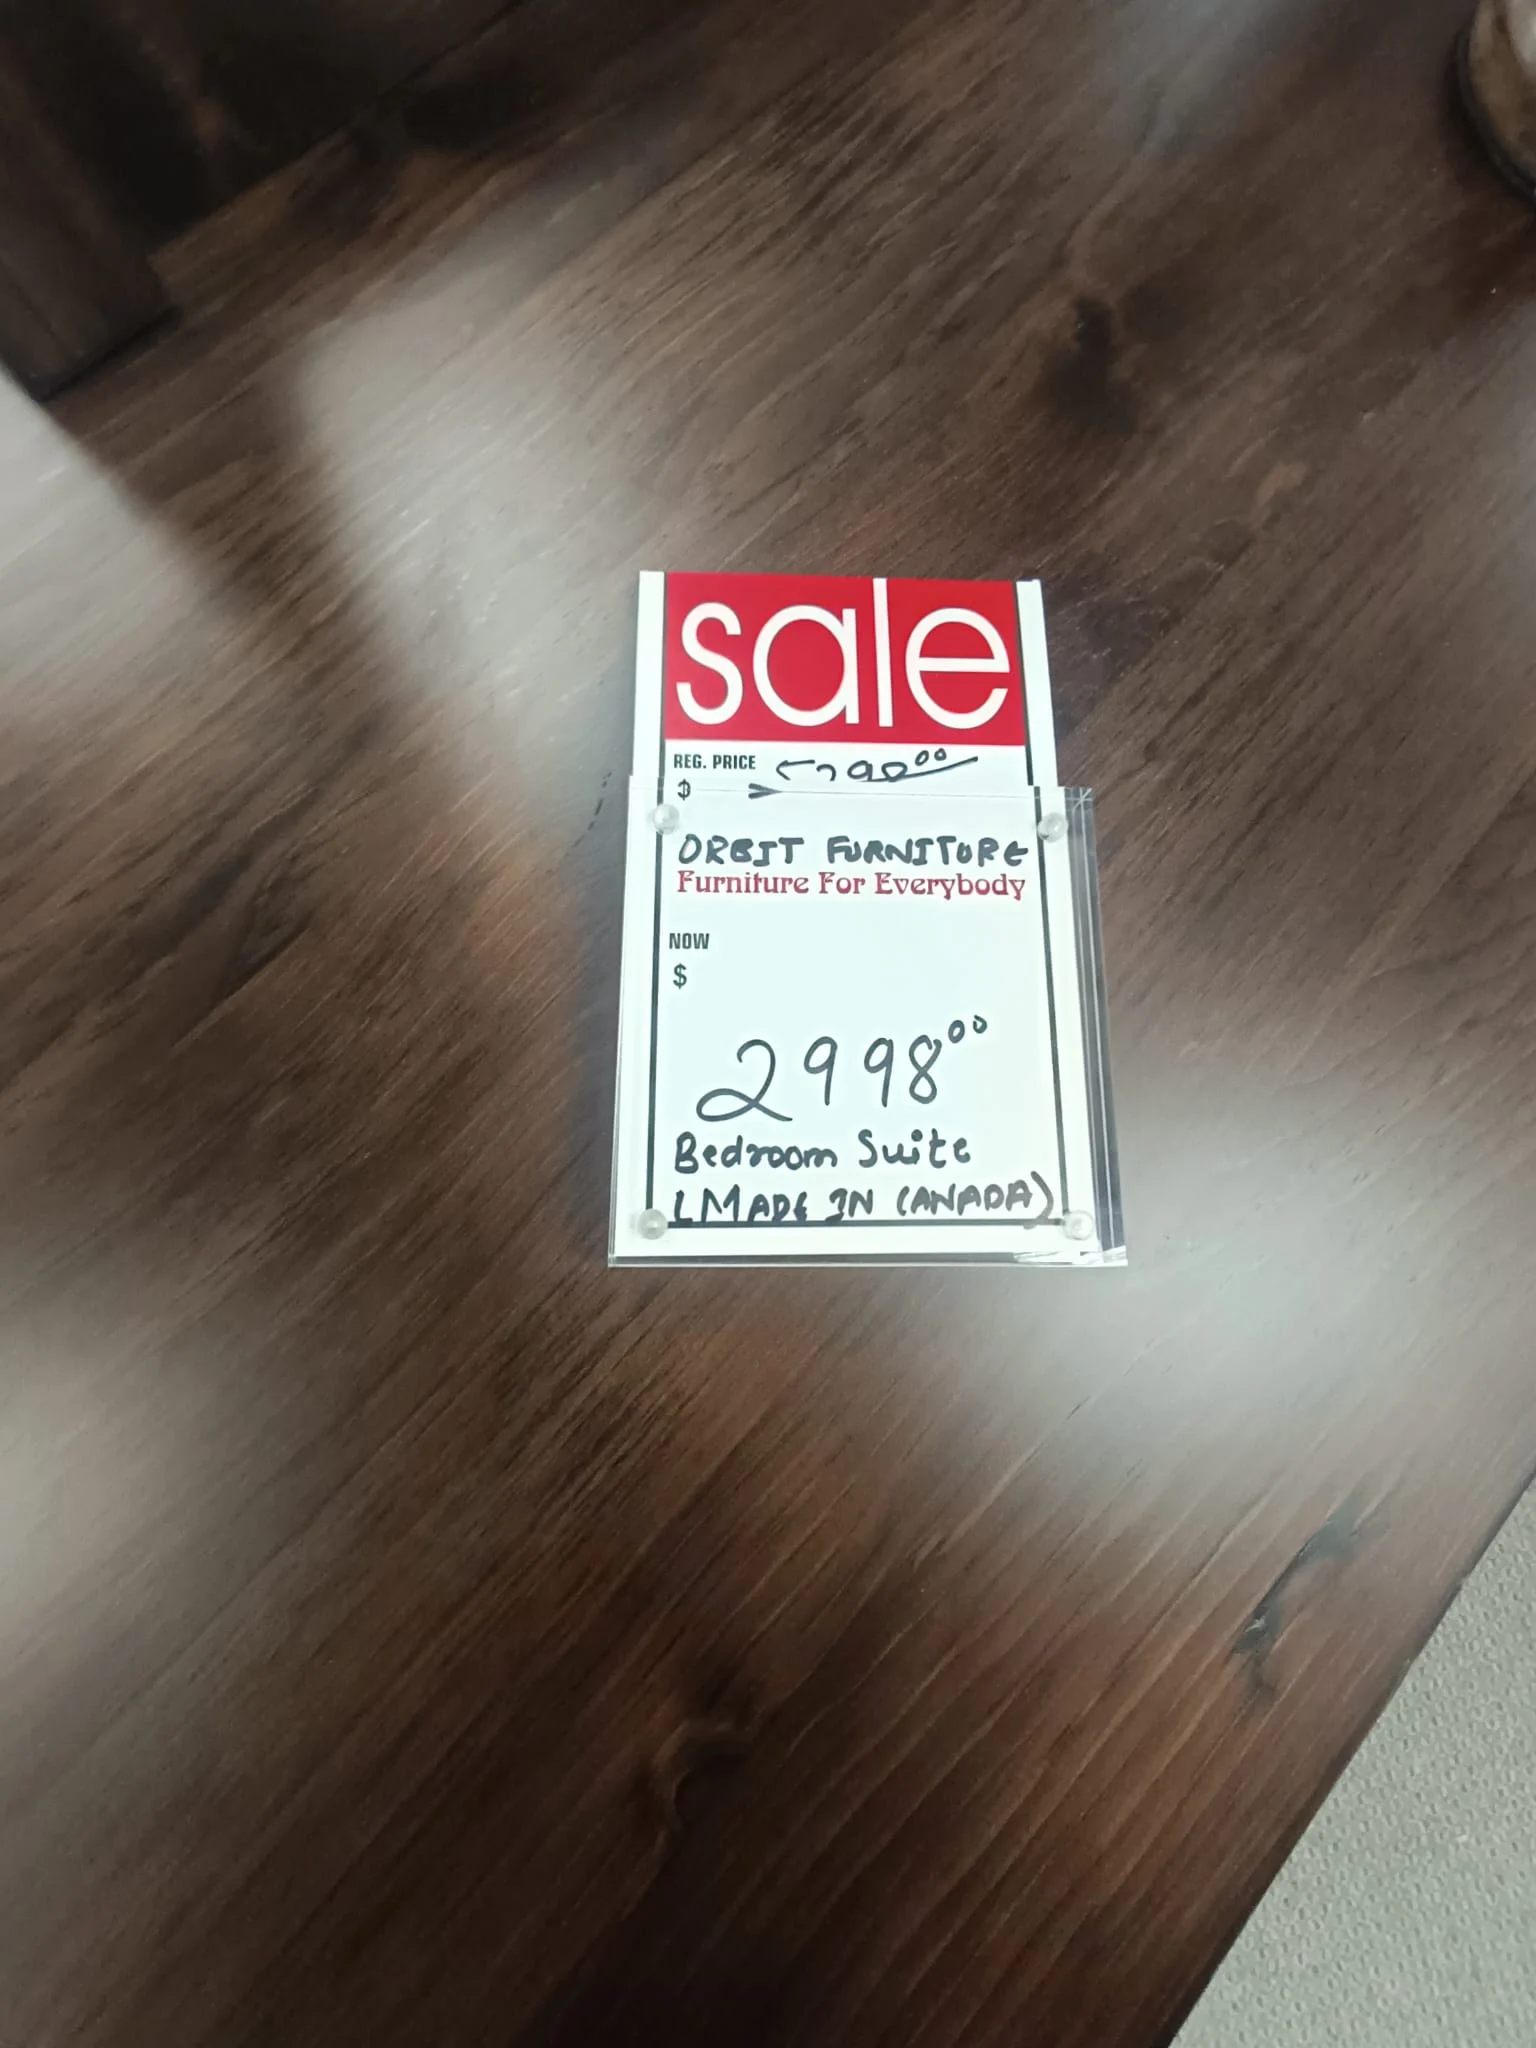 sale
REG. PRICE
$
ORBIT FURNITURE
Furniture For Everybody
NOW
$
2998⁰⁰
Bedroom Suite
(MADE IN CANADA)